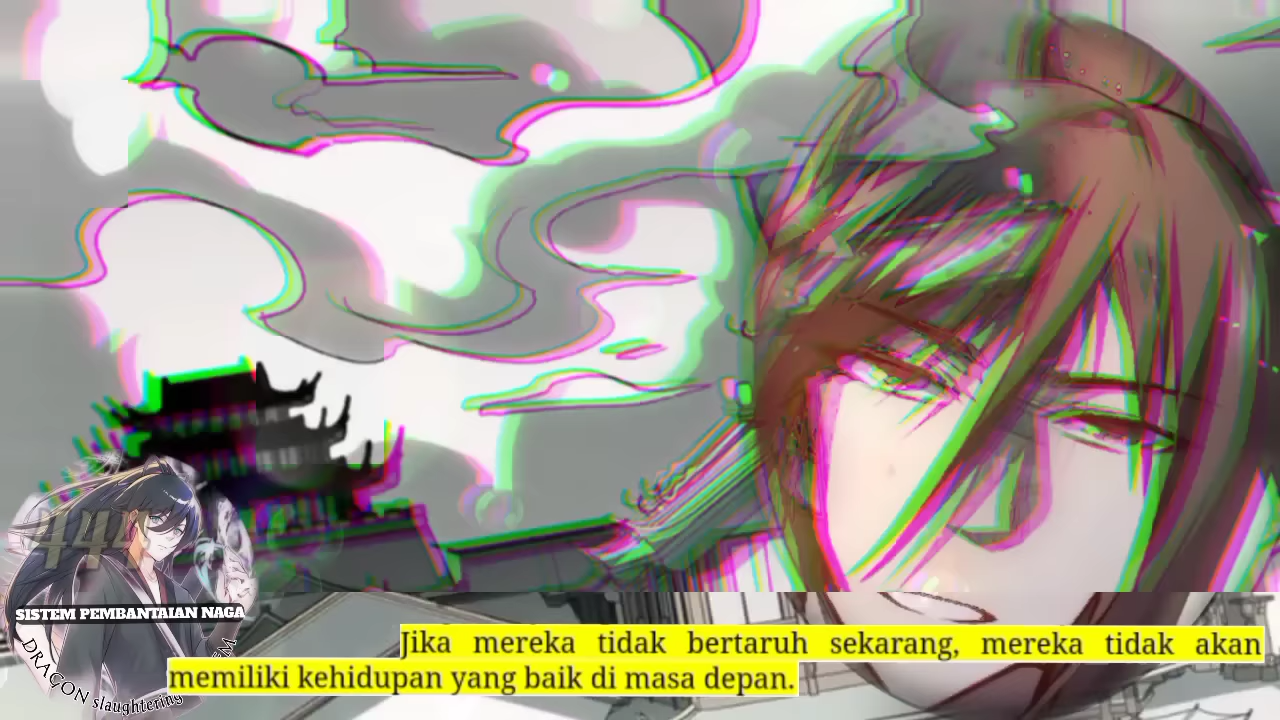 SISTEM PEMBANTAIAN NAGA
DRAGON slaughtering
Jika mereka tidak bertaruh sekarang, mereka tidak akan
memiliki kehidupan yang baik di masa depan.